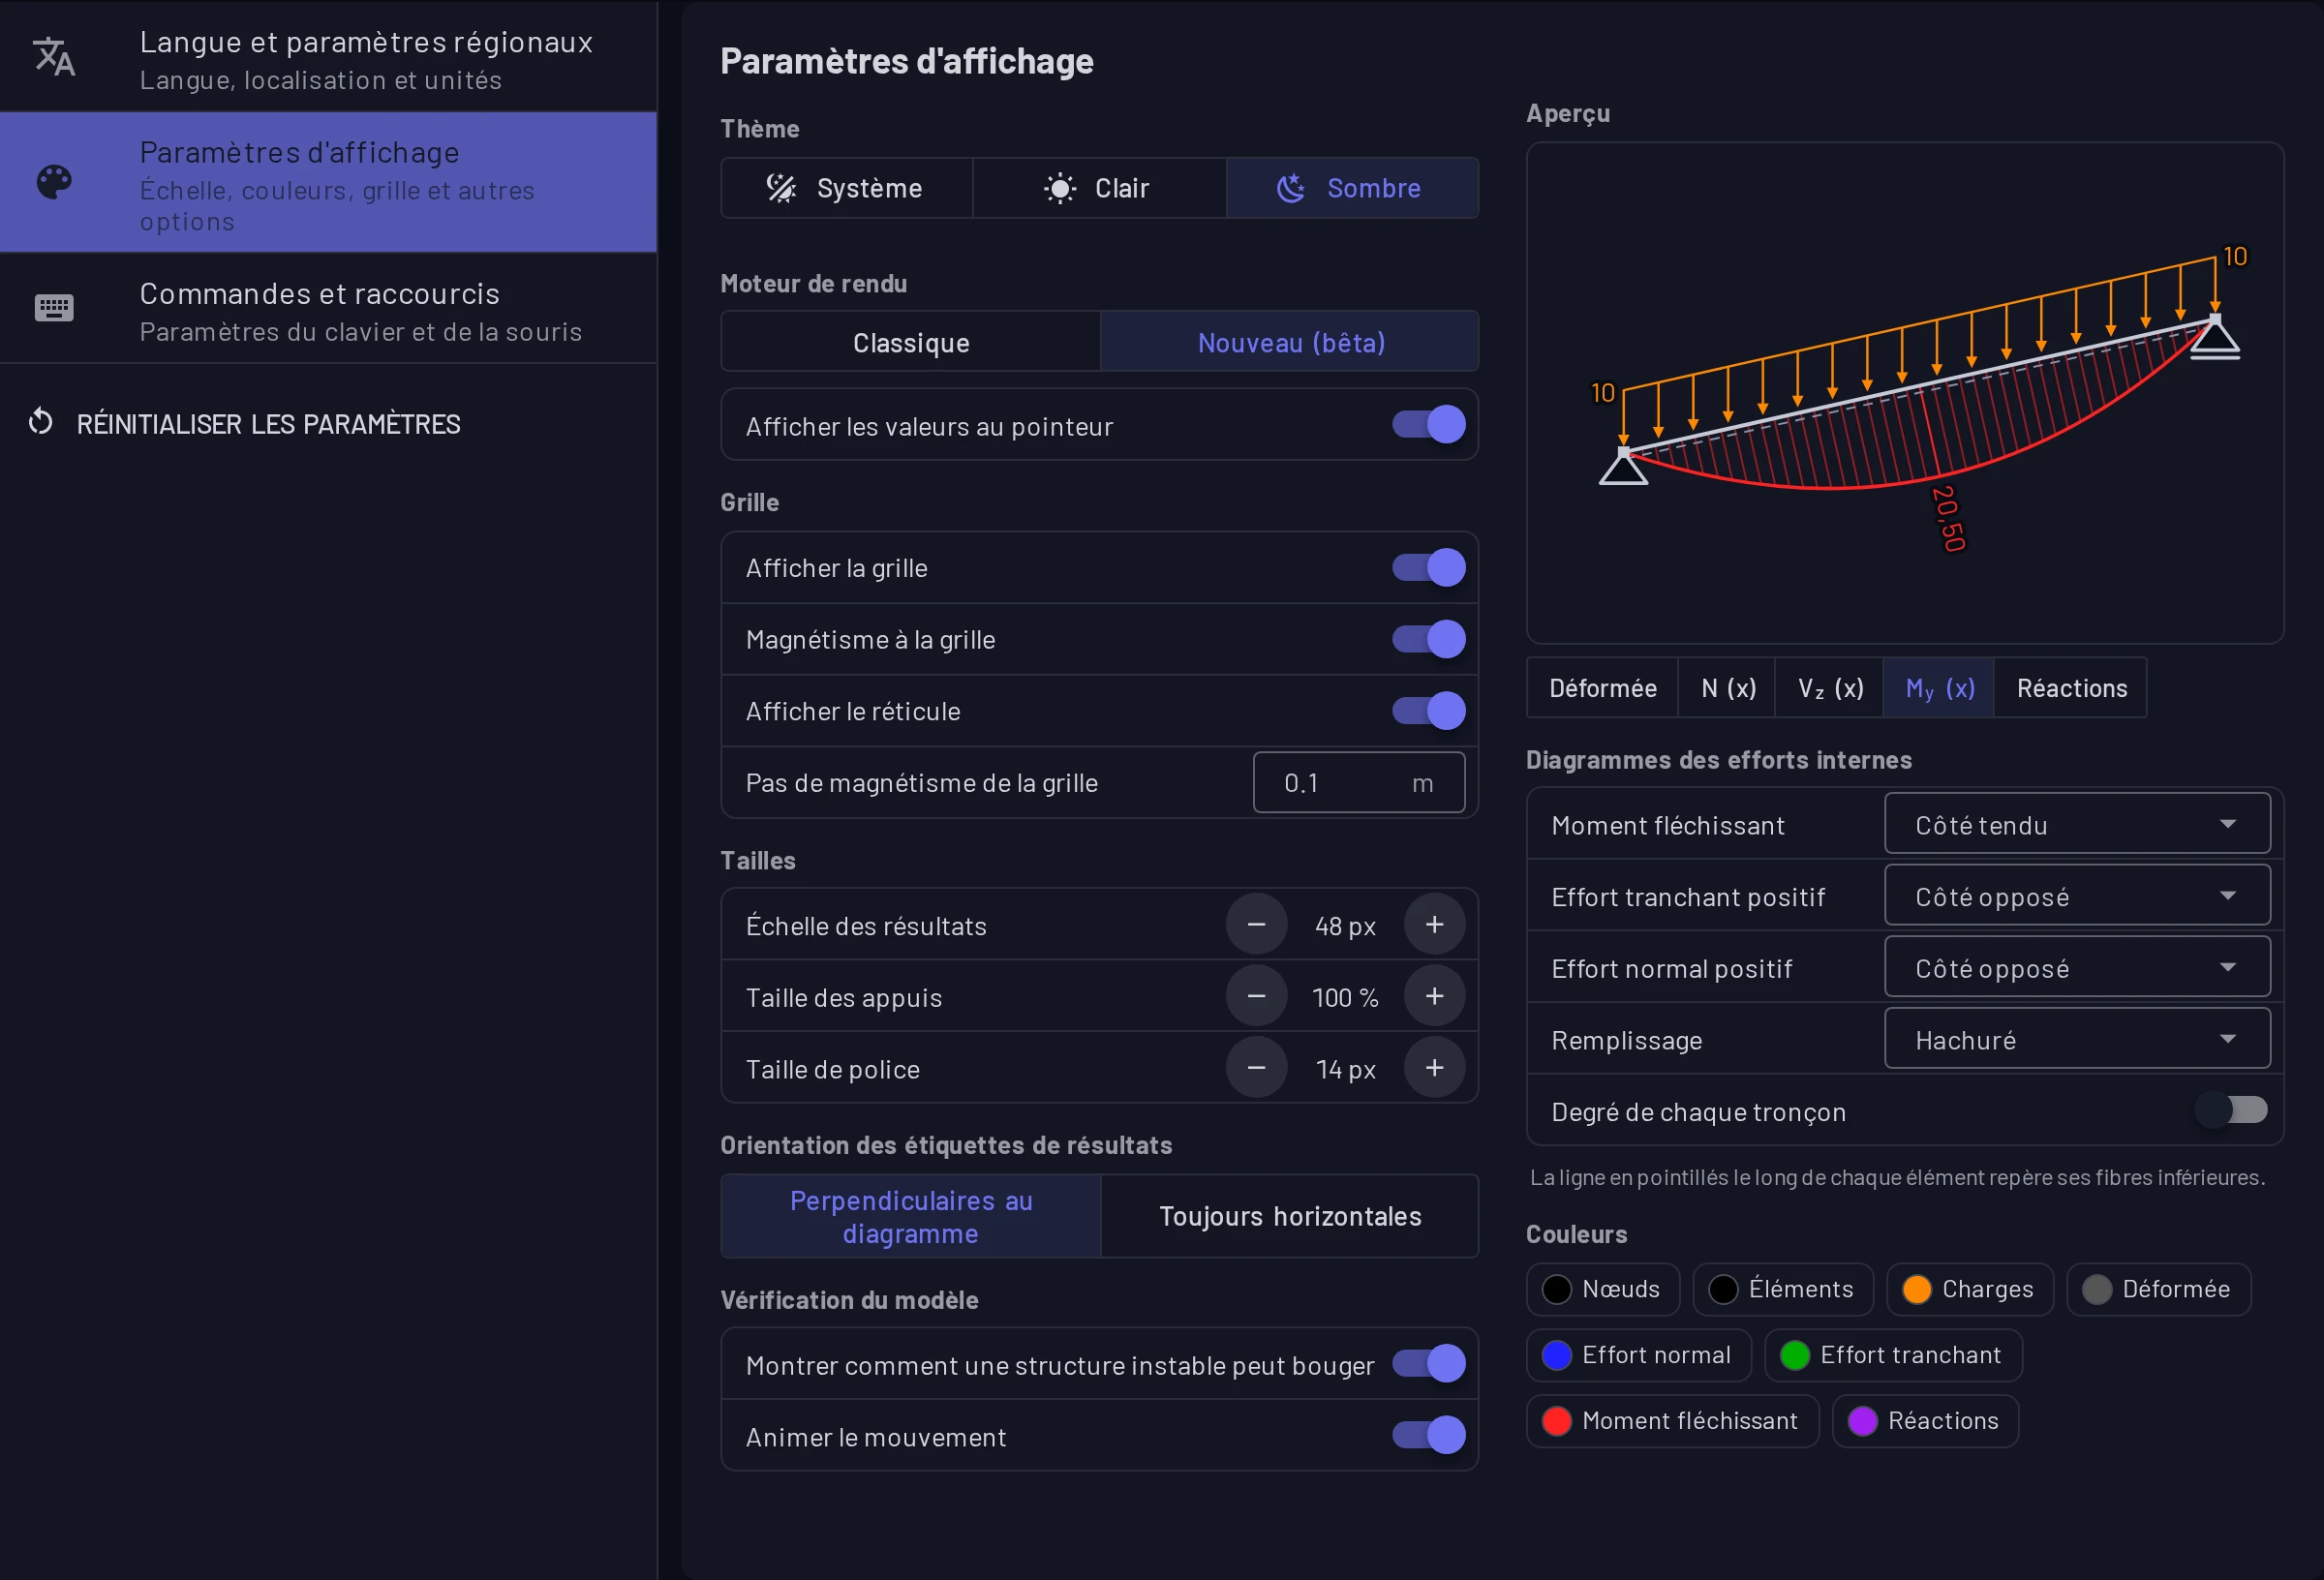 Langue et paramètres régionaux
Langue, localisation et unités
Paramètres d'affichage
Échelle, couleurs, grille et autres
options
Commandes et raccourcis
Paramètres du clavier et de la souris
RÉINITIALISER LES PARAMÈTRES
Paramètres d'affichage
Thème
Système
Clair
Sombre
Moteur de rendu
Classique
Nouveau (bêta)
Afficher les valeurs au pointeur
Grille
Afficher la grille
Magnétisme à la grille
Afficher le réticule
Pas de magnétisme de la grille
0.1 m
Tailles
Échelle des résultats
− 48 px +
Taille des appuis
− 100 % +
Taille de police
− 14 px +
Orientation des étiquettes de résultats
Perpendiculaires au
diagramme
Toujours horizontales
Vérification du modèle
Montrer comment une structure instable peut bouger
Animer le mouvement
Aperçu
10
10
20,50
Déformée
N (x)
Vz (x)
My (x)
Réactions
Diagrammes des efforts internes
Moment fléchissant
Côté tendu
Effort tranchant positif
Côté opposé
Effort normal positif
Côté opposé
Remplissage
Hachuré
Degré de chaque tronçon
La ligne en pointillés le long de chaque élément repère ses fibres inférieures.
Couleurs
Nœuds
Éléments
Charges
Déformée
Effort normal
Effort tranchant
Moment fléchissant
Réactions